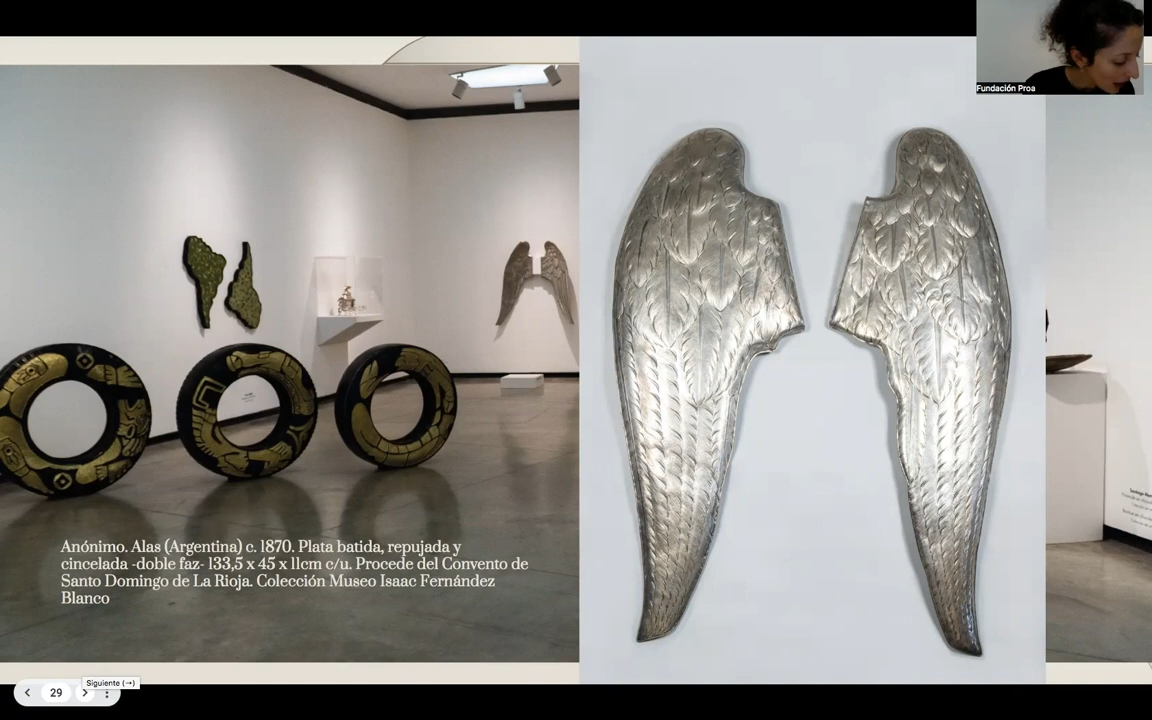 Fundación Proa
Anónimo. Alas (Argentina) c. 1870. Plata batida, repujada y
cincelada -doble faz- 133,5 x 45 x 11cm c/u. Procede del Convento de
Santo Domingo de La Rioja. Colección Museo Isaac Fernández
Blanco
Siguiente (→)
29